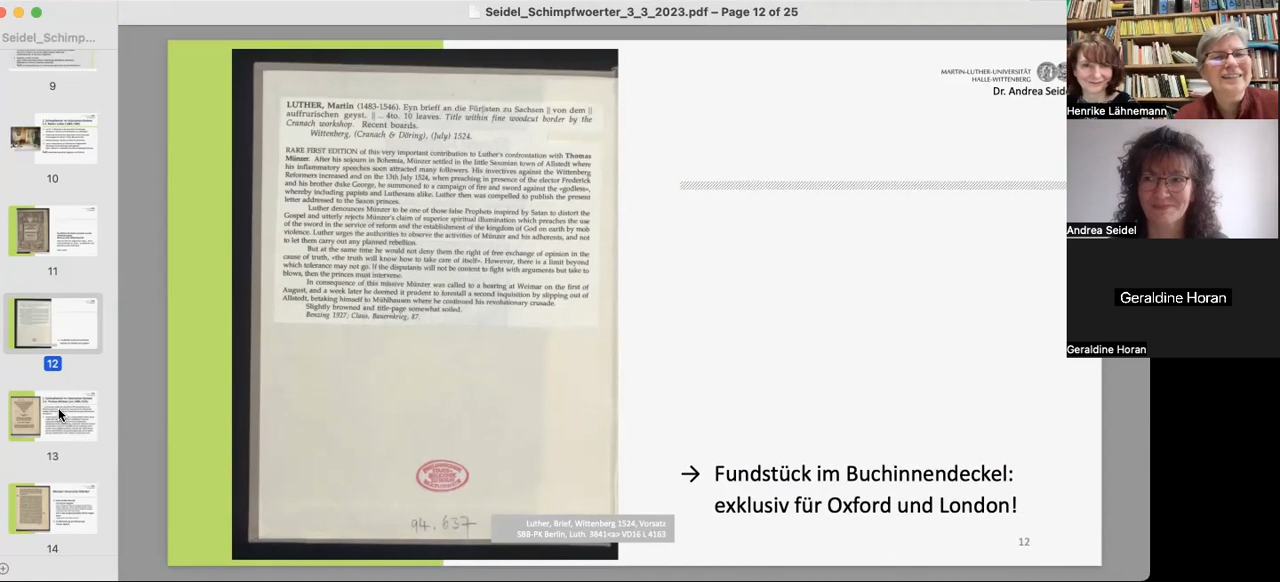 Seidel_Schimpfwoerter_3_3_2023.pdf – Page 12 of 25
Seidel_Schimp...
9
10
11
12
13
14
LUTHER, Martin (1483-1546). Eyn brieff an die Fürſsten zu Sachsen || von dem ||
auffrurischen geyst. || .. 4to. 10 leaves. Title within fine woodcut border by the
Cranach workshop. Recent boards.
Wittenberg, (Cranach & Döring), (July) 1524.
RARE FIRST EDITION of this very important contribution to Luther's confrontation with Thomas
Münzer. After his sojourn in Bohemia, Münzer settled in the little Saxonian town of Allstedt where
his inflammatory speeches soon attracted many followers. His invectives against the Wittenberg
Reformers increased and on the 13th July 1524, when preaching in presence of the elector Frederick
and his brother duke George, he summoned to a campaign of fire and sword against the «godless»,
whereby including papists and Lutherans alike. Luther then was compelled to publish the present
letter addressed to the Saxon princes.
Luther denounces Münzer to be one of those false Prophets inspired by Satan to distort the
Gospel and utterly rejects Münzer's claim of superior spiritual illumination which preaches the use
of the sword in the service of reform and the establishment of the kingdom of God on earth by mob
violence. Luther urges the authorities to observe the activities of Münzer and his adherents, and not
to let them carry out any planned rebellion.
But at the same time he would not deny them the right of free exchange of opinion in the
cause of truth, «the truth will know how to take care of itself». However, there is a limit beyond
which tolerance may not go. If the disputants will not be content to fight with arguments but take to
blows, then the princes must intervene.
In consequence of this missive Münzer was called to a hearing at Weimar on the first of
August, and a week later he deemed it prudent to forestall a second inquisition by slipping out of
Allstedt, betaking himself to Mühlhausen where he continued his revolutionary crusade.
Slightly browned and title-page somewhat soiled.
Benzing 1927; Claus, Bauernkrieg, 87.
94.637
Luther, Brief, Wittenberg 1524, Vorsatz
SBB-PK Berlin, Luth. 3841<a> VD16 L 4163
MARTIN-LUTHER-UNIVERSITÄT
HALLE-WITTENBERG
Dr. Andrea Seide
→ Fundstück im Buchinnendeckel:
exklusiv für Oxford und London!
12
Henrike Lähnemann
Andrea Seidel
Geraldine Horan
Geraldine Horan